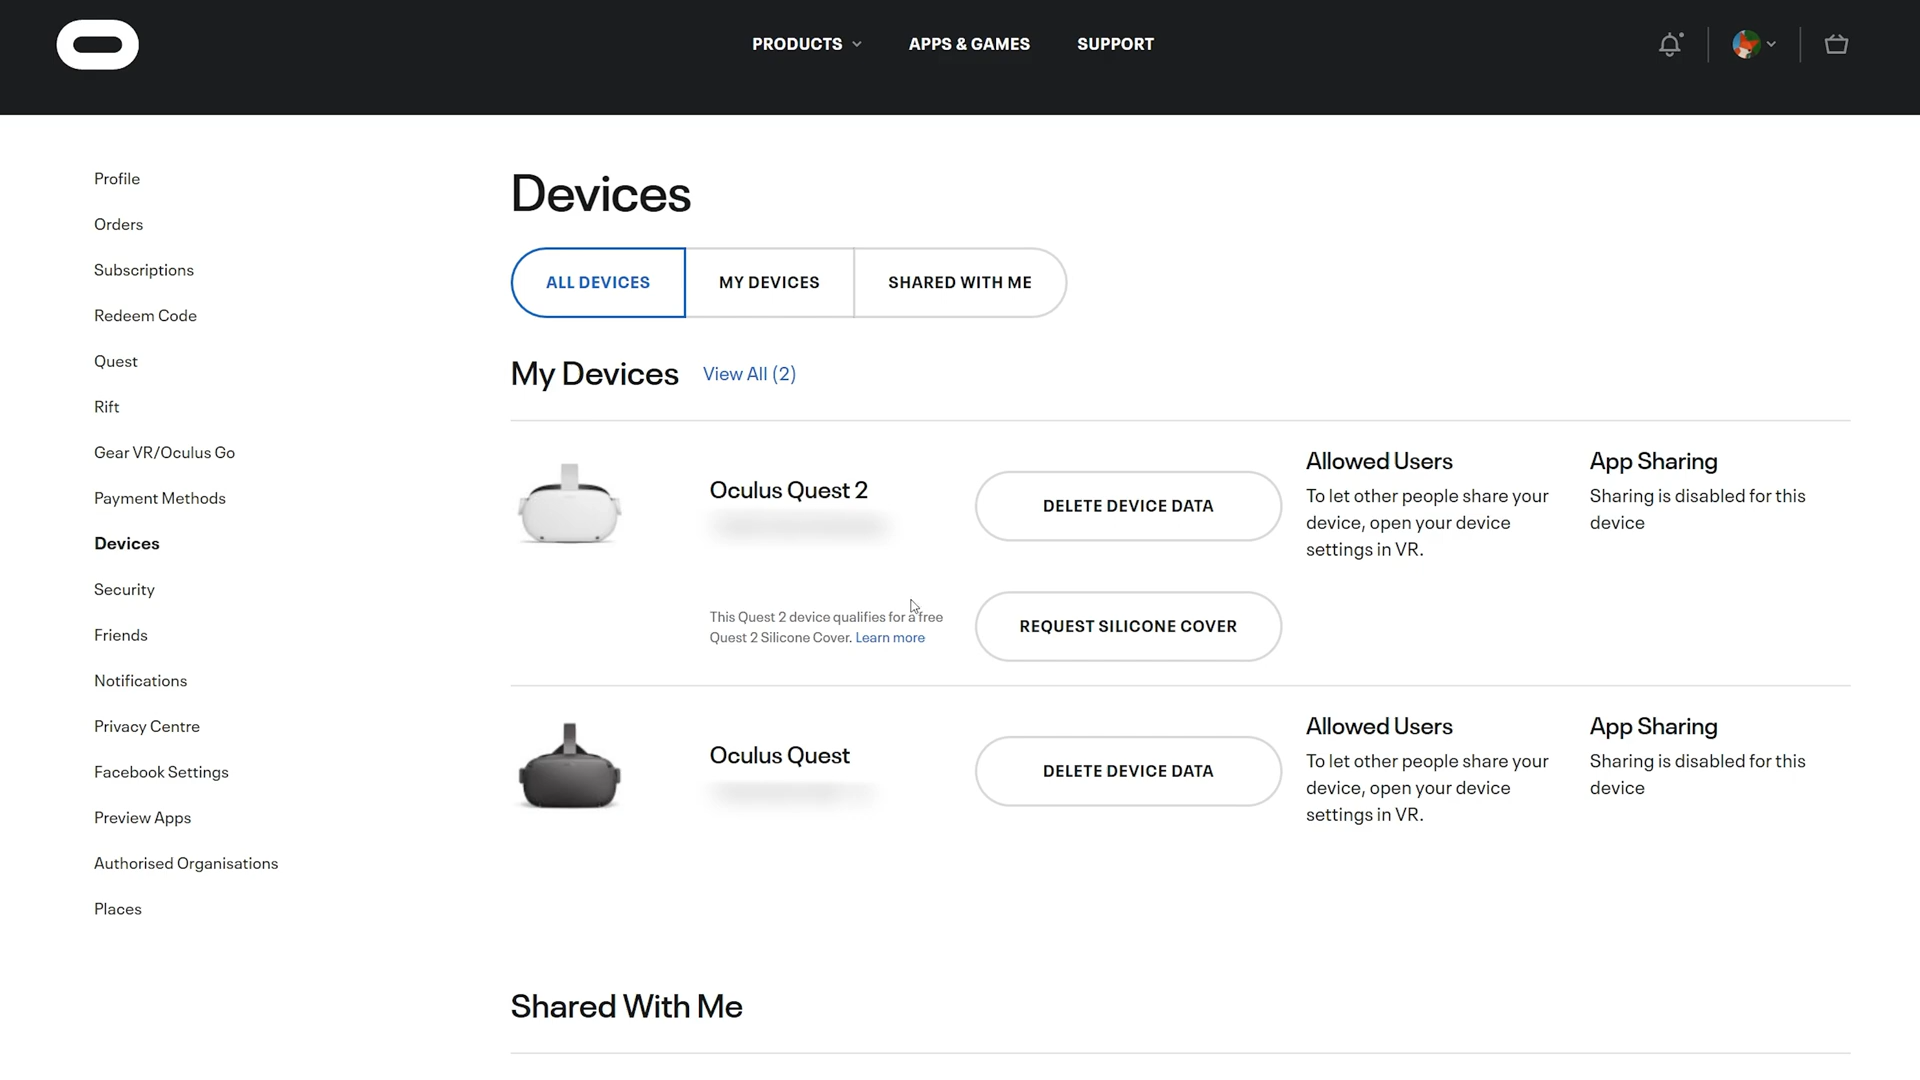 PRODUCTS
APPS & GAMES
SUPPORT
Profile
Orders
Subscriptions
Redeem Code
Quest
Rift
Gear VR/Oculus Go
Payment Methods
Devices
Security
Friends
Notifications
Privacy Centre
Facebook Settings
Preview Apps
Authorised Organisations
Places
Devices
ALL DEVICES
MY DEVICES
SHARED WITH ME
My Devices
View All (2)
Oculus Quest 2
DELETE DEVICE DATA
Allowed Users
To let other people share your
device, open your device
settings in VR.
App Sharing
Sharing is disabled for this
device
This Quest 2 device qualifies for a free
Quest 2 Silicone Cover. Learn more
REQUEST SILICONE COVER
Oculus Quest
DELETE DEVICE DATA
Allowed Users
To let other people share your
device, open your device
settings in VR.
App Sharing
Sharing is disabled for this
device
Shared With Me